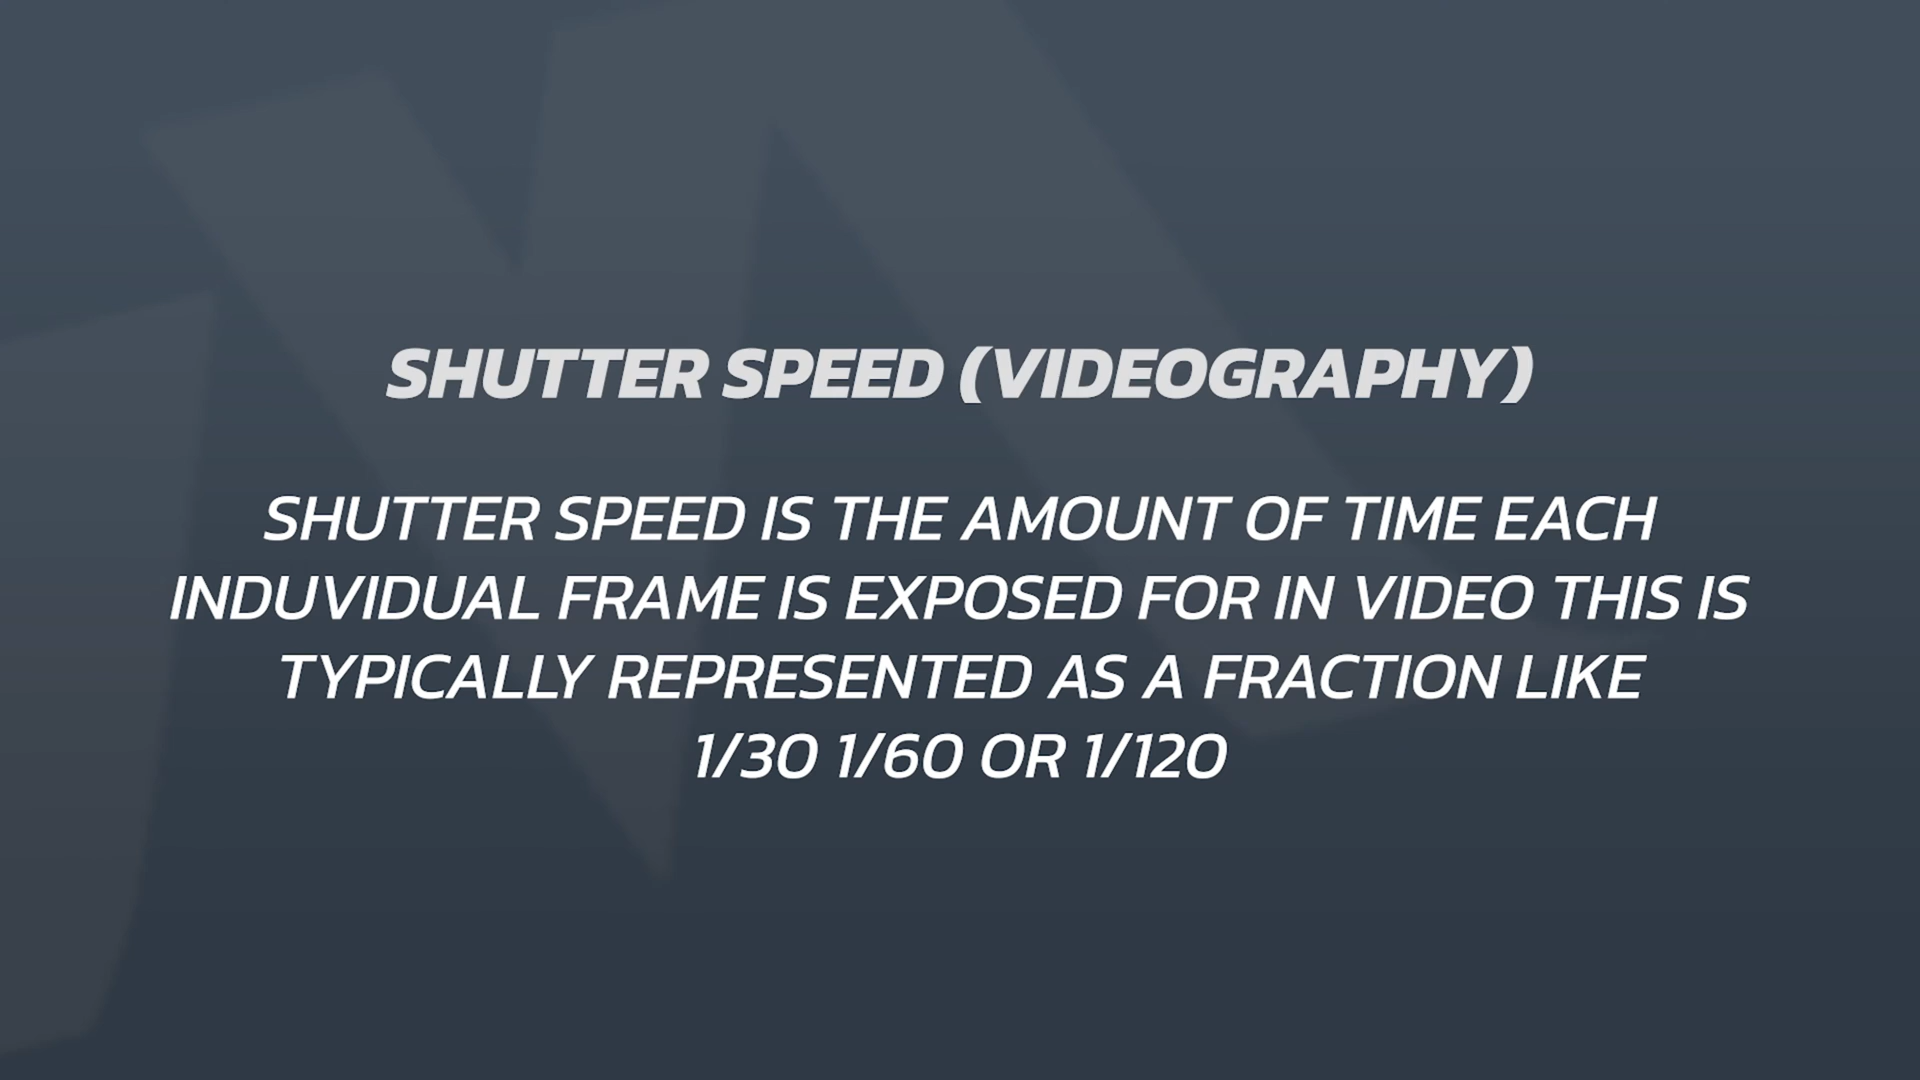 SHUTTER SPEED (VIDEOGRAPHY)
SHUTTER SPEED IS THE AMOUNT OF TIME EACH
INDUVIDUAL FRAME IS EXPOSED FOR IN VIDEO THIS IS
TYPICALLY REPRESENTED AS A FRACTION LIKE
1/30 1/60 OR 1/120